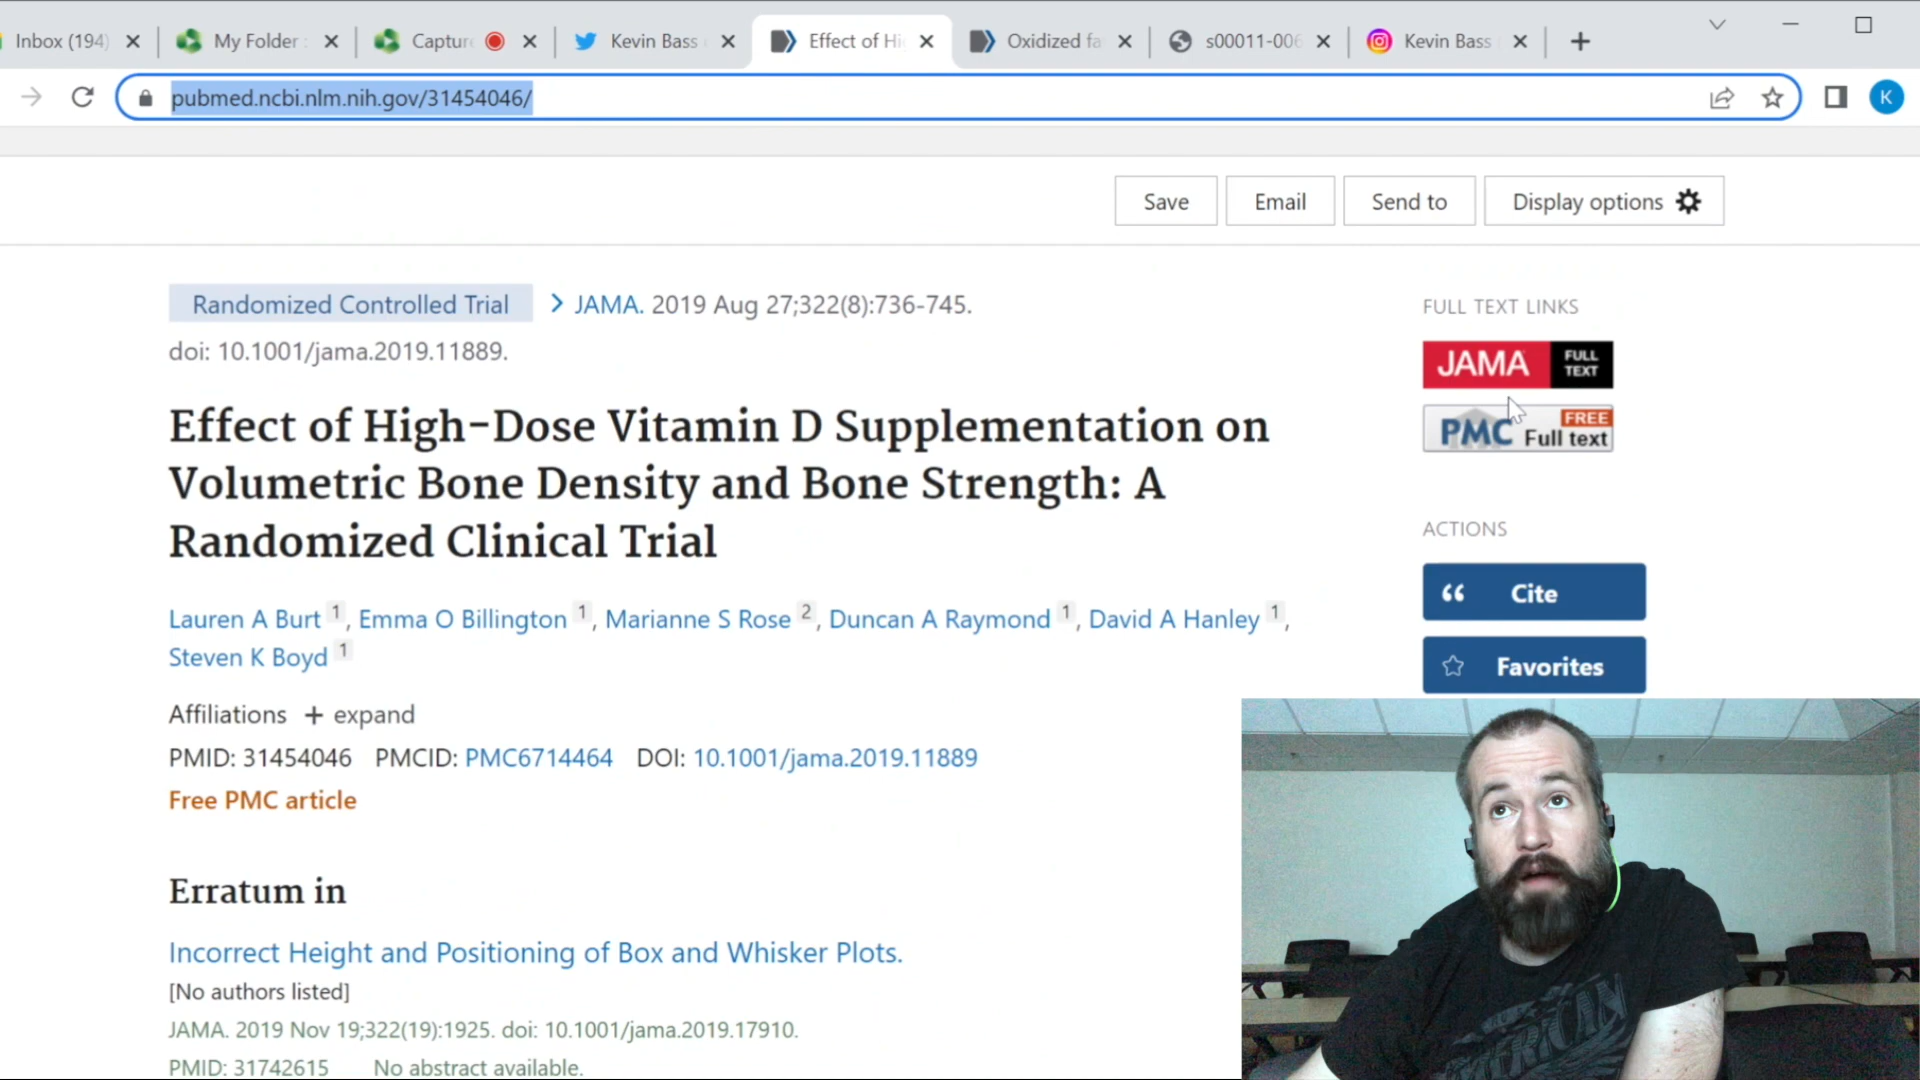 Inbox (194)
My Folder
Captur
Kevin Bass
Effect of Hi
Oxidized fa
s00011-006
Kevin Bass
pubmed.ncbi.nlm.nih.gov/31454046/
K
Save
Email
Send to
Display options
Randomized Controlled Trial
JAMA. 2019 Aug 27;322(8):736-745.
doi: 10.1001/jama.2019.11889.
Effect of High-Dose Vitamin D Supplementation on
Volumetric Bone Density and Bone Strength: A
Randomized Clinical Trial
Lauren A Burt 1, Emma O Billington 1, Marianne S Rose 2, Duncan A Raymond 1, David A Hanley 1,
Steven K Boyd 1
Affiliations + expand
PMID: 31454046 PMCID: PMC6714464 DOI: 10.1001/jama.2019.11889
Free PMC article
Erratum in
Incorrect Height and Positioning of Box and Whisker Plots.
[No authors listed]
JAMA. 2019 Nov 19;322(19):1925. doi: 10.1001/jama.2019.17910.
PMID: 31742615 No abstract available.
FULL TEXT LINKS
JAMA FULL TEXT
PMC FREE Full text
ACTIONS
Cite
Favorites